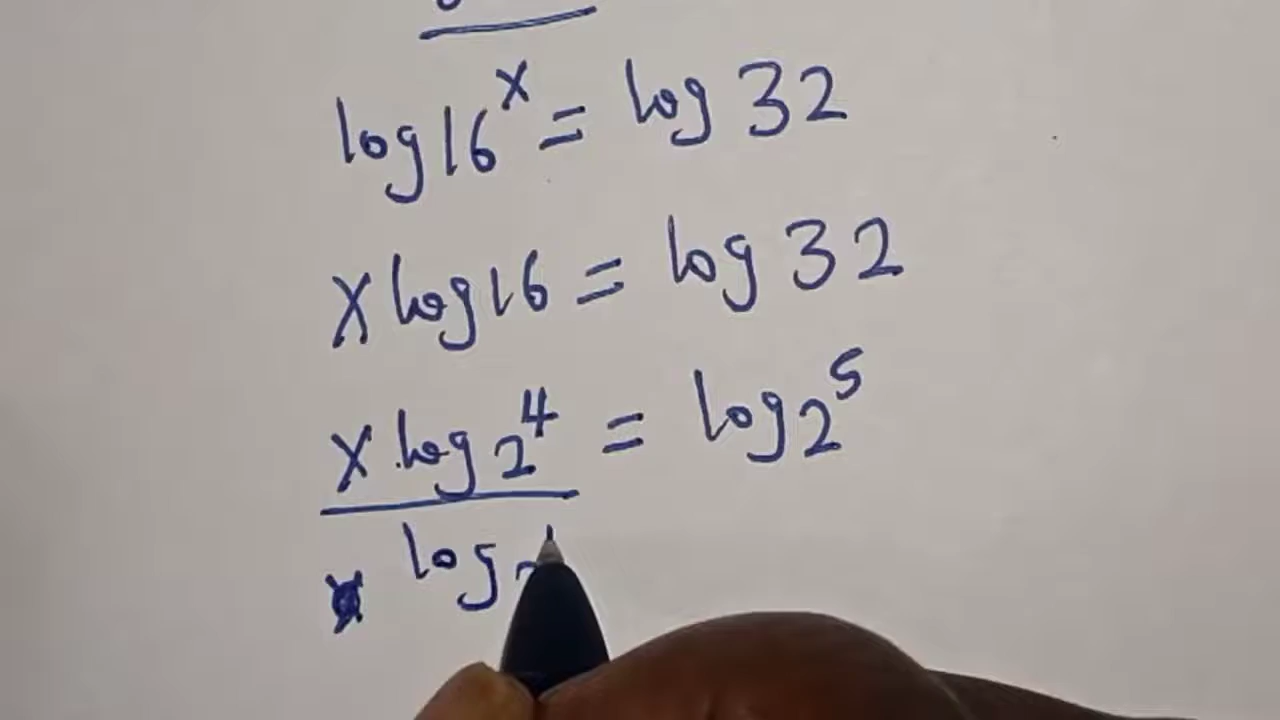 log 16^x = log 32
x log 16 = log 32
x · log 2^4 = log 2^5
log